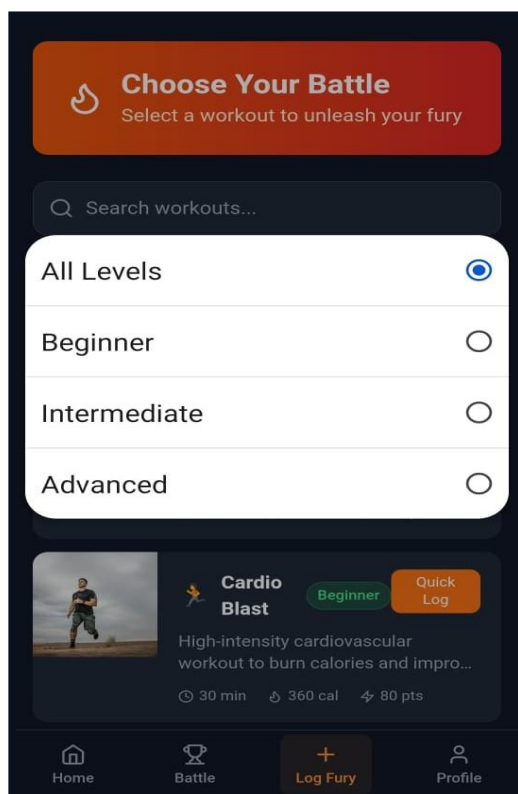 Choose Your Battle
Select a workout to unleash your fury
Search workouts...
All Levels
Beginner
Intermediate
Advanced
Cardio
Blast
Beginner
Quick
Log
High-intensity cardiovascular
workout to burn calories and impro...
30 min 360 cal 80 pts
Home Battle Log Fury Profile